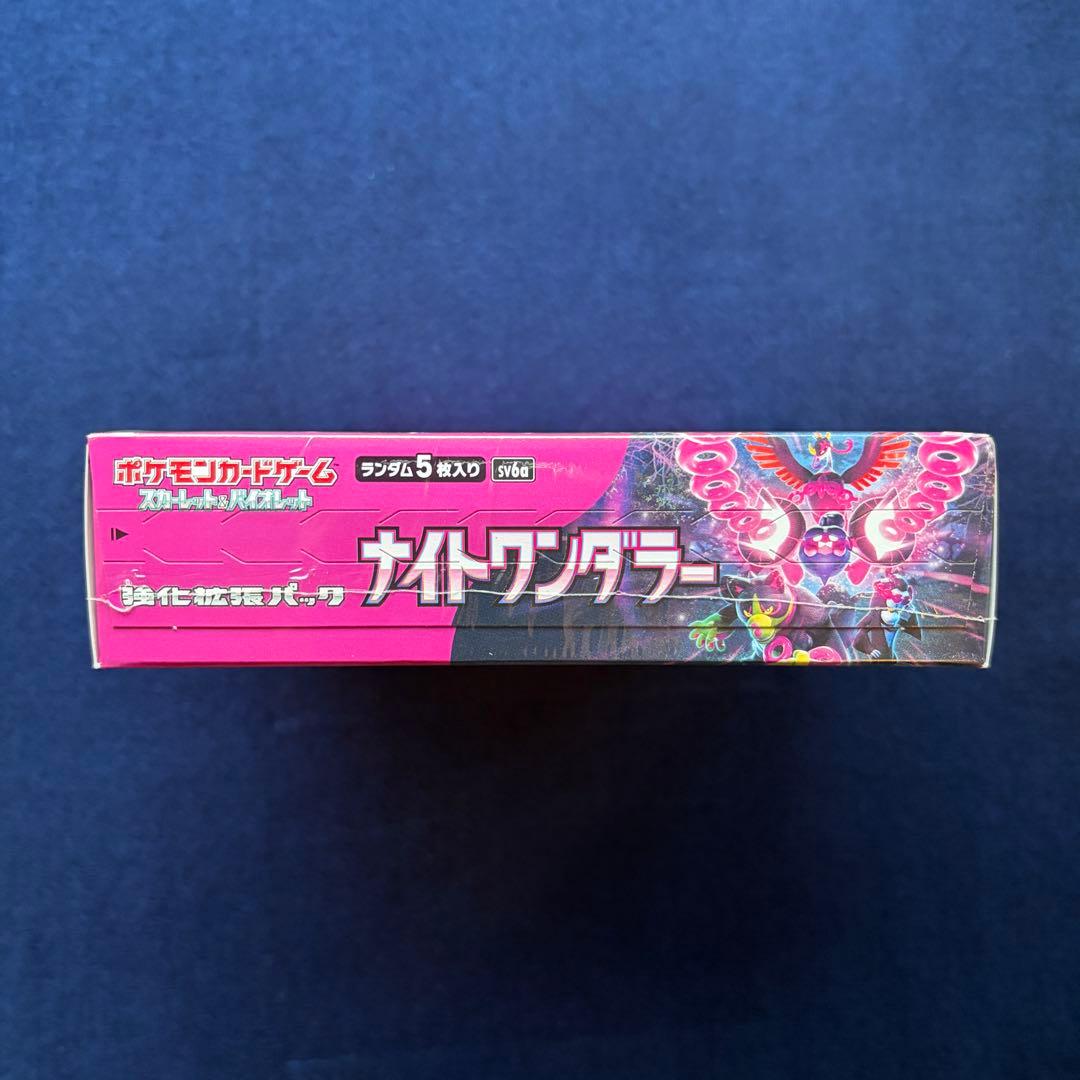 ポケモンカードゲーム™
スカーレット&バイオレット
ランダム5枚入り
sv6a
強化拡張パック
ナイトワンダラー